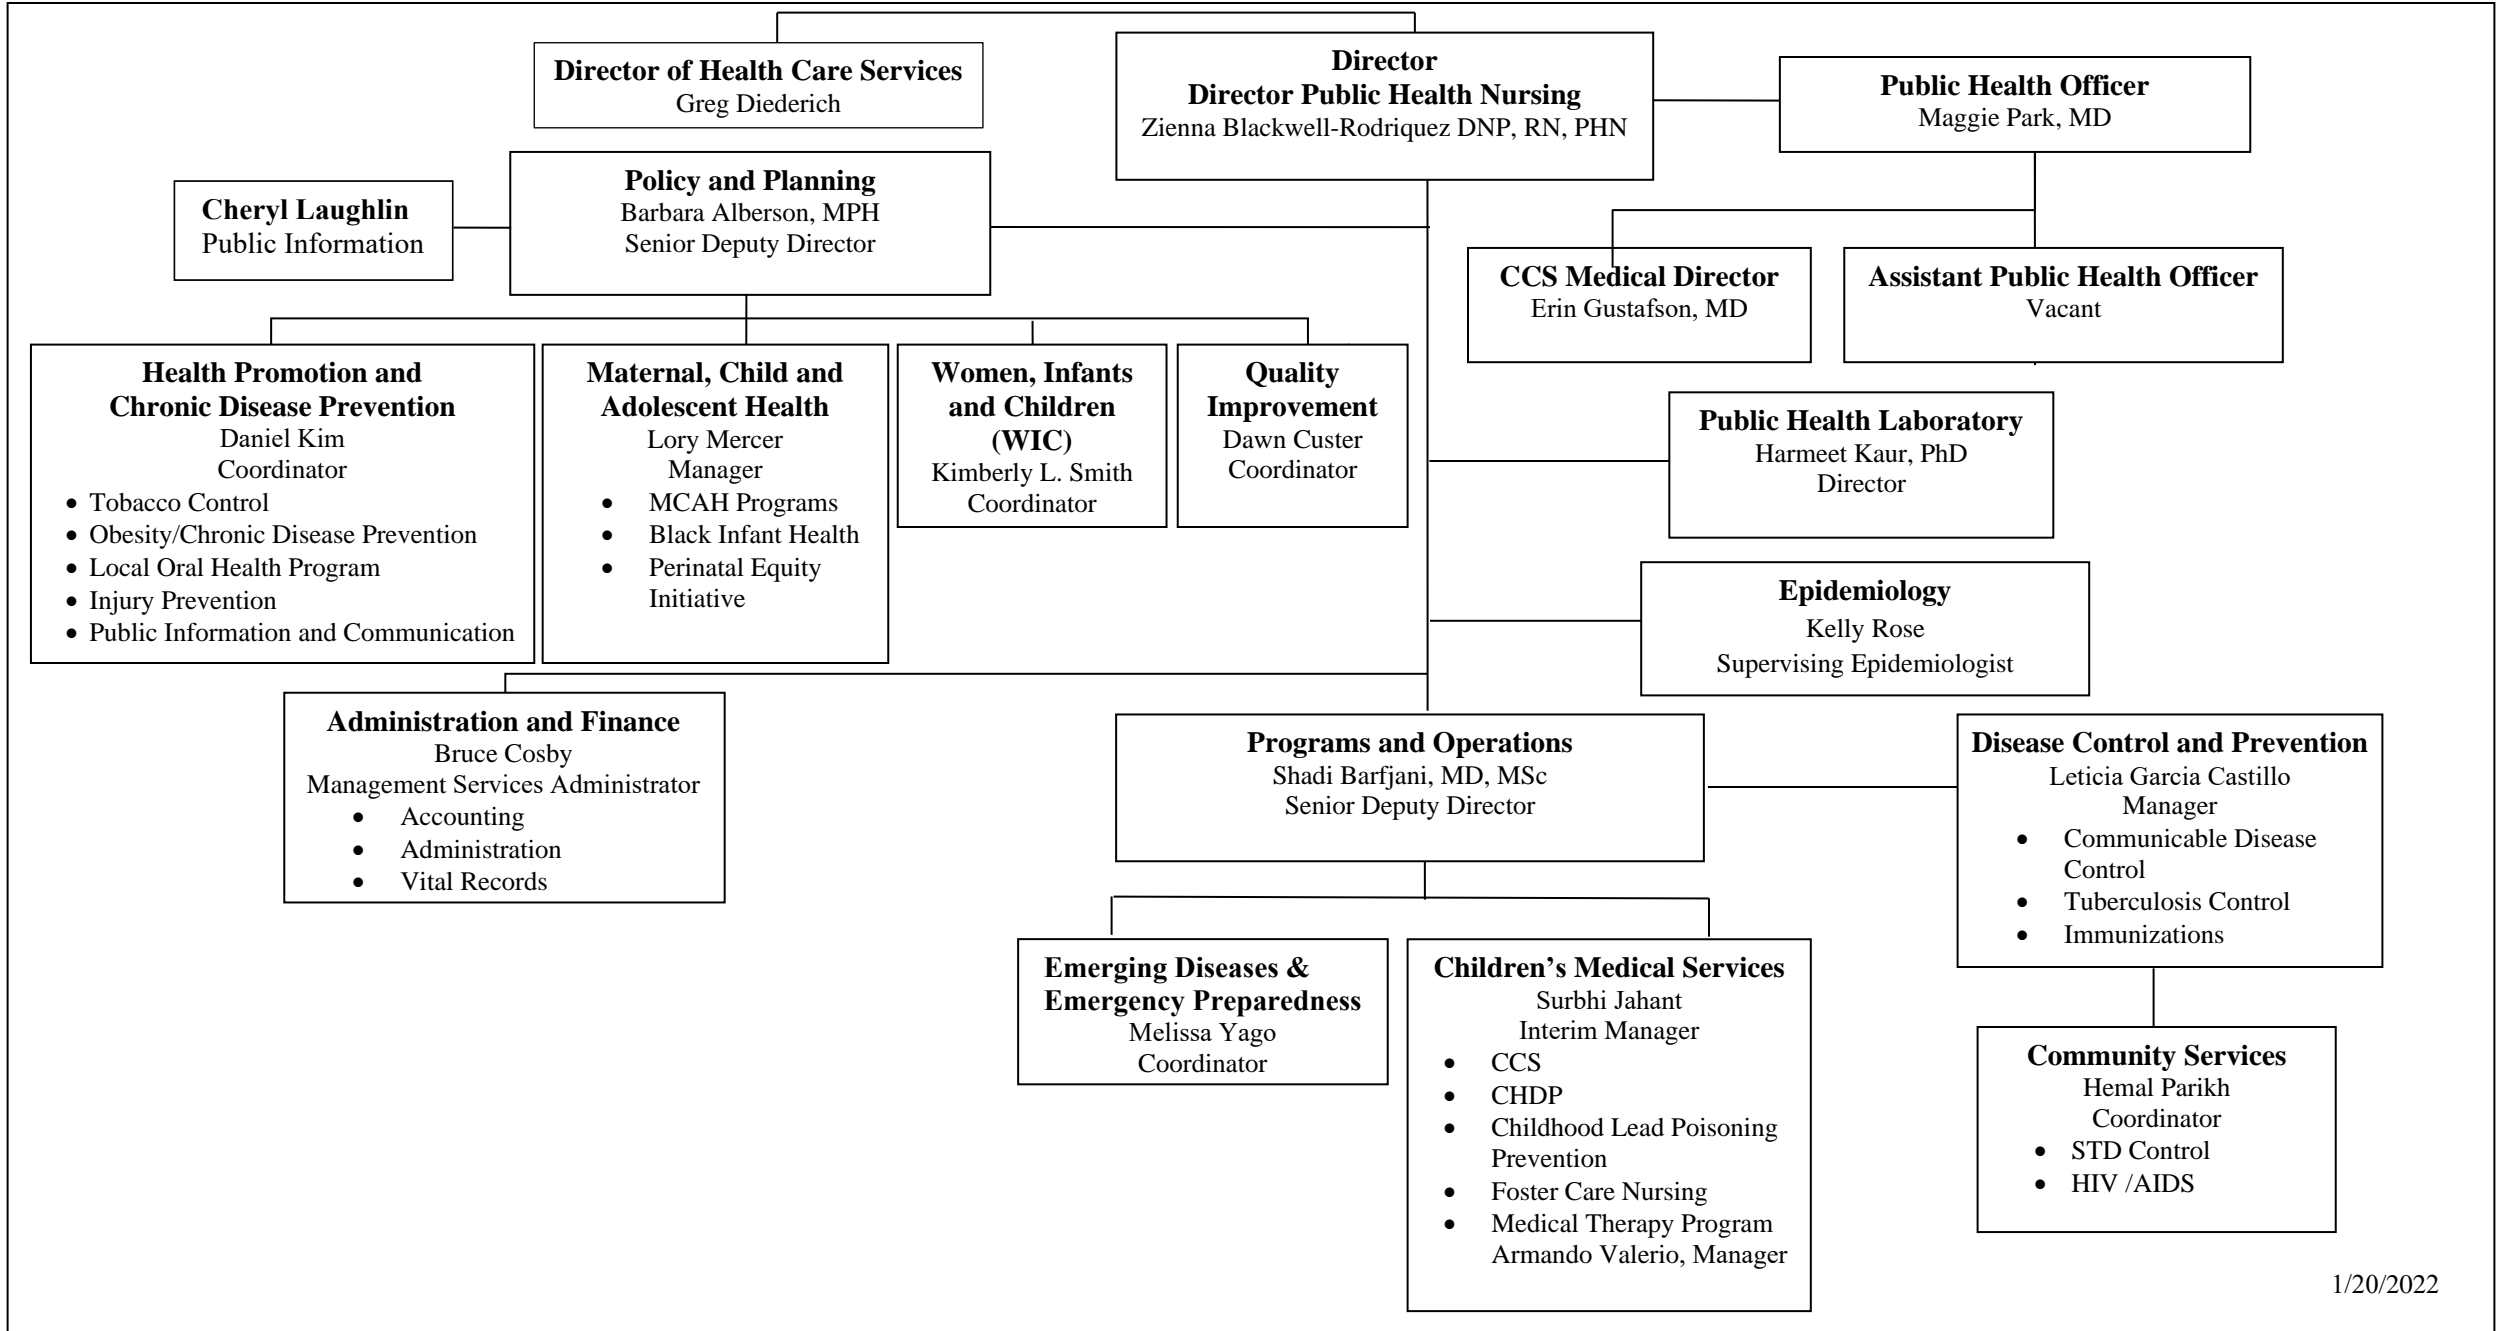 Director of Health Care Services
Greg Diederich
Director
Director Public Health Nursing
Zienna Blackwell-Rodriquez DNP, RN, PHN
Public Health Officer
Maggie Park, MD
Cheryl Laughlin
Public Information
Policy and Planning
Barbara Alberson, MPH
Senior Deputy Director
CCS Medical Director
Erin Gustafson, MD
Assistant Public Health Officer
Vacant
Health Promotion and
Chronic Disease Prevention
Daniel Kim
Coordinator
• Tobacco Control
• Obesity/Chronic Disease Prevention
• Local Oral Health Program
• Injury Prevention
• Public Information and Communication
Maternal, Child and
Adolescent Health
Lory Mercer
Manager
• MCAH Programs
• Black Infant Health
• Perinatal Equity
Initiative
Women, Infants
and Children
(WIC)
Kimberly L. Smith
Coordinator
Quality
Improvement
Dawn Custer
Coordinator
Public Health Laboratory
Harmeet Kaur, PhD
Director
Epidemiology
Kelly Rose
Supervising Epidemiologist
Administration and Finance
Bruce Cosby
Management Services Administrator
• Accounting
• Administration
• Vital Records
Programs and Operations
Shadi Barfjani, MD, MSc
Senior Deputy Director
Disease Control and Prevention
Leticia Garcia Castillo
Manager
• Communicable Disease
Control
• Tuberculosis Control
• Immunizations
Emerging Diseases &
Emergency Preparedness
Melissa Yago
Coordinator
Children’s Medical Services
Surbhi Jahant
Interim Manager
• CCS
• CHDP
• Childhood Lead Poisoning
Prevention
• Foster Care Nursing
• Medical Therapy Program
Armando Valerio, Manager
Community Services
Hemal Parikh
Coordinator
• STD Control
• HIV /AIDS
1/20/2022